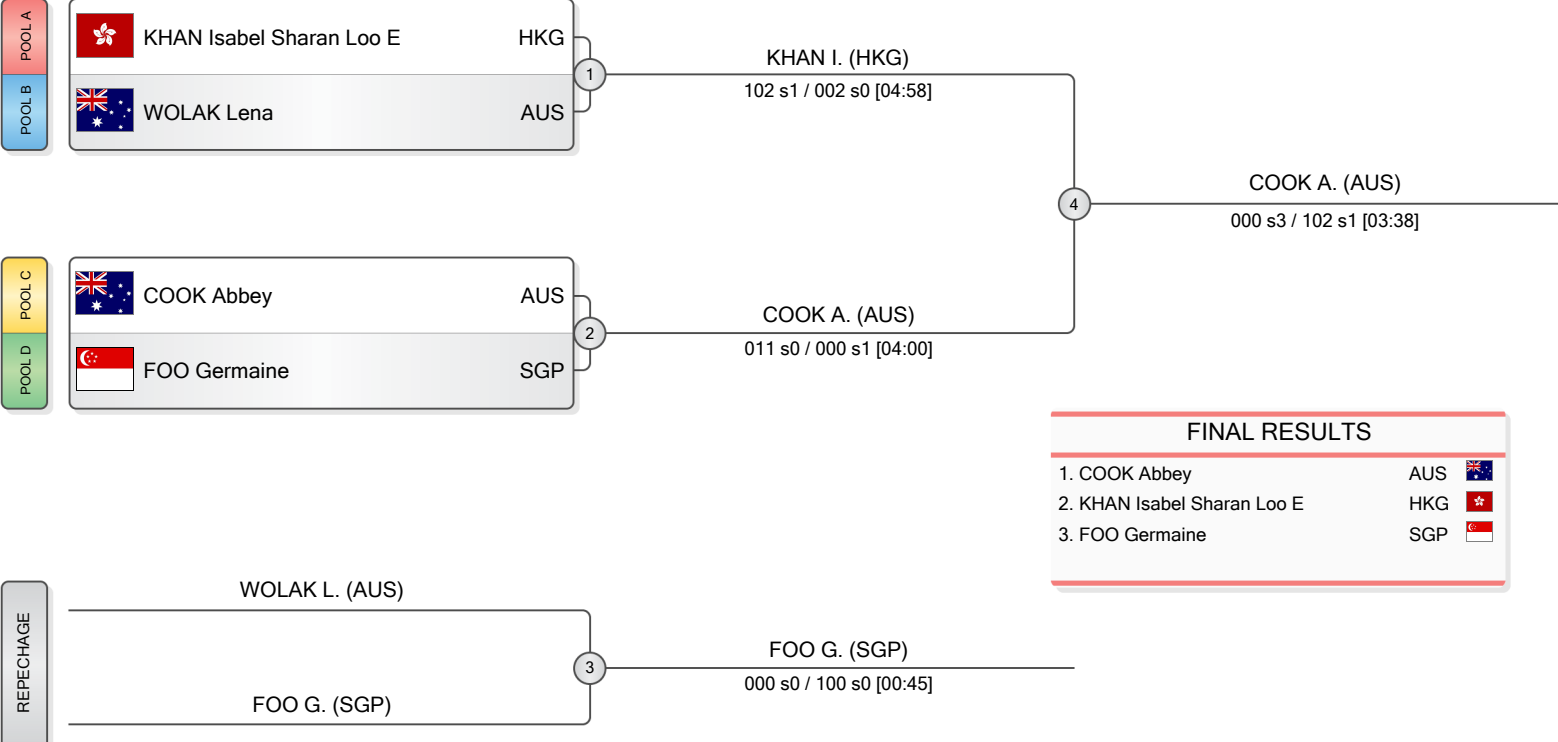 POOL A
KHAN Isabel Sharan Loo E HKG
POOL B
WOLAK Lena AUS
1
KHAN I. (HKG)
102 s1 / 002 s0 [04:58]
4
COOK A. (AUS)
000 s3 / 102 s1 [03:38]
POOL C
COOK Abbey AUS
POOL D
FOO Germaine SGP
2
COOK A. (AUS)
011 s0 / 000 s1 [04:00]
FINAL RESULTS
1. COOK Abbey AUS
2. KHAN Isabel Sharan Loo E HKG
3. FOO Germaine SGP
REPECHAGE
WOLAK L. (AUS)
FOO G. (SGP)
3
FOO G. (SGP)
000 s0 / 100 s0 [00:45]